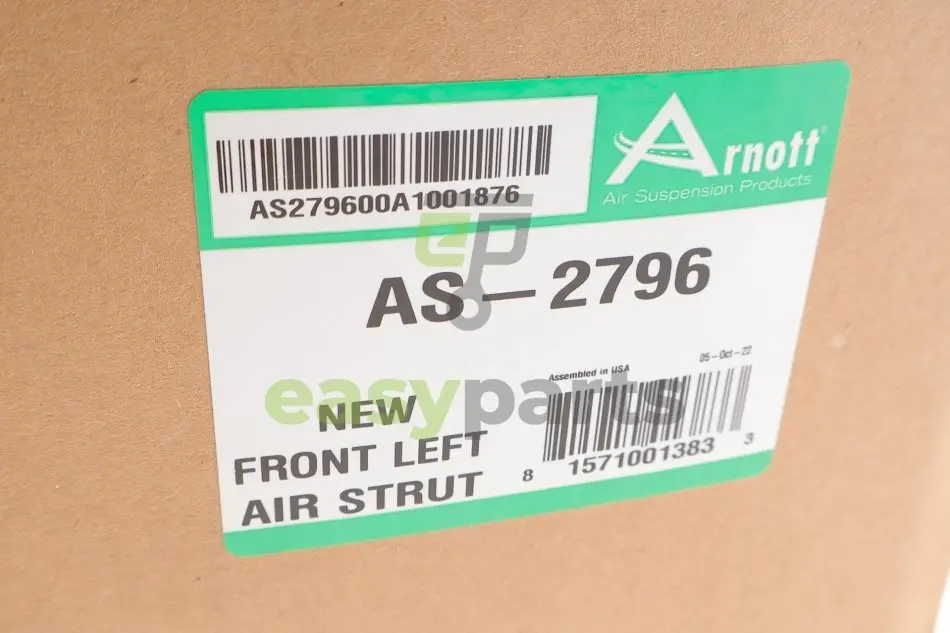 AS279600A1001876
Arnott
Air Suspension Products
ep
AS-2796
05-Oct-22
Assembled in USA
easyparts
NEW
FRONT LEFT
AIR STRUT
8 1571001383 3